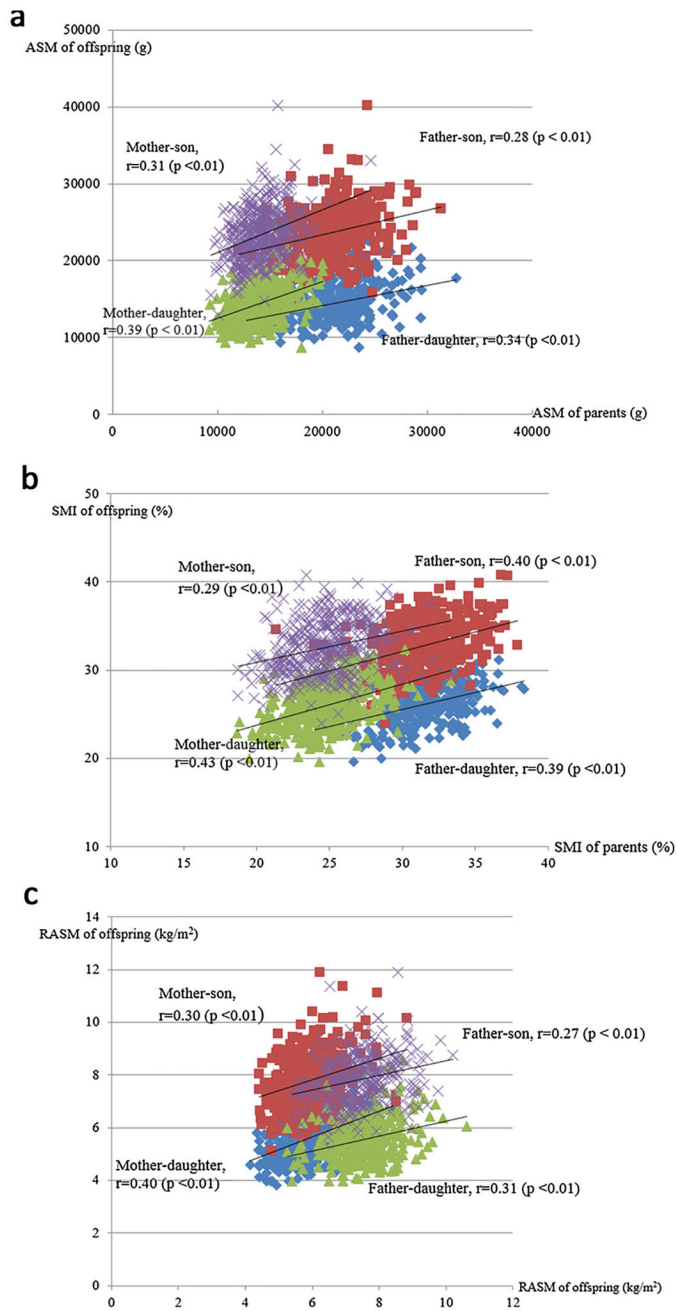 a
50000
ASM of offspring (g)
40000
Mother-son,
r=0.31 (p <0.01)
Father-son, r=0.28 (p < 0.01)
30000
20000
Mother-daughter,
r=0.39 (p < 0.01)
Father-daughter, r=0.34 (p <0.01)
10000
0
ASM of parents (g)
0 10000 20000 30000 40000
b
50
SMI of offspring (%)
Mother-son,
r=0.29 (p <0.01)
Father-son, r=0.40 (p < 0.01)
40
30
Mother-daughter,
r=0.43 (p <0.01)
Father-daughter, r=0.39 (p <0.01)
20
10
SMI of parents (%)
10 15 20 25 30 35 40
c
14
RASM of offspring (kg/m²)
12
Mother-son,
r=0.30 (p <0.01)
10
Father-son, r=0.27 (p < 0.01)
8
6
Mother-daughter,
r=0.40 (p <0.01)
Father-daughter, r=0.31 (p <0.01)
4
2
0
RASM of offspring (kg/m²)
0 2 4 6 8 10 12